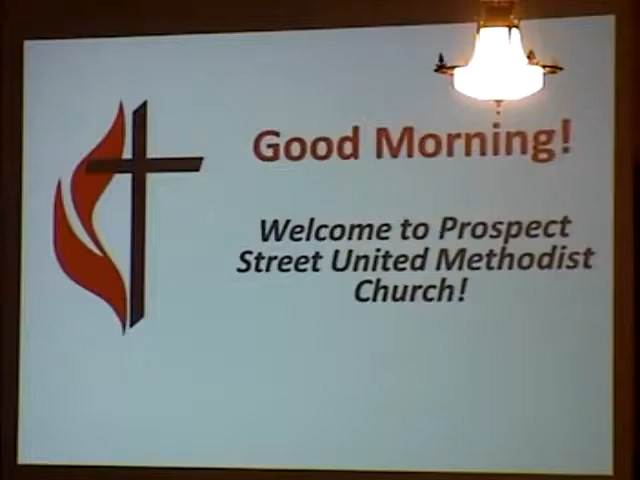 Good Morning!
Welcome to Prospect
Street United Methodist
Church!